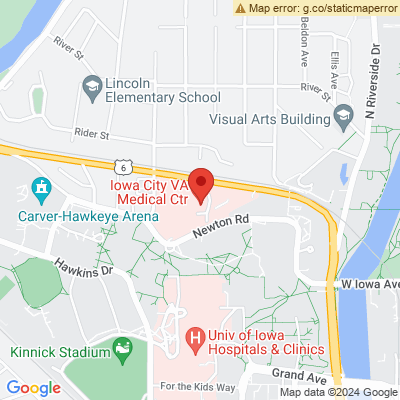 Map error: g.co/staticmaperror
River St
Beldon Ave
Ellis Ave
N Riverside Dr
Lincoln
Elementary School
River St
Visual Arts Building
Rider St
6
Iowa City VA
Medical Ctr
Carver-Hawkeye Arena
Newton Rd
Hawkins Dr
W Iowa Ave
H
Univ of Iowa
Hospitals & Clinics
Kinnick Stadium
Grand Ave
For the Kids Way
Google
Map data ©2024 Google